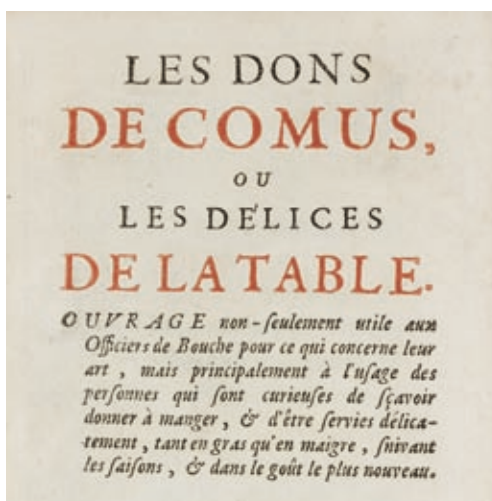 LES DONS
DE COMUS,
OU
LES DÉLICES
DE LA TABLE.
OUVRAGE non-ſeulement utile aux
Officiers de Bouche pour ce qui concerne leur
art, mais principalement à l'uſage des
perſonnes qui ſont curieuſes de ſçavoir
donner à manger, & d'être ſervies délica-
tement, tant en gras qu'en maigre, ſuivant
les ſaiſons, & dans le goût le plus nouveau.